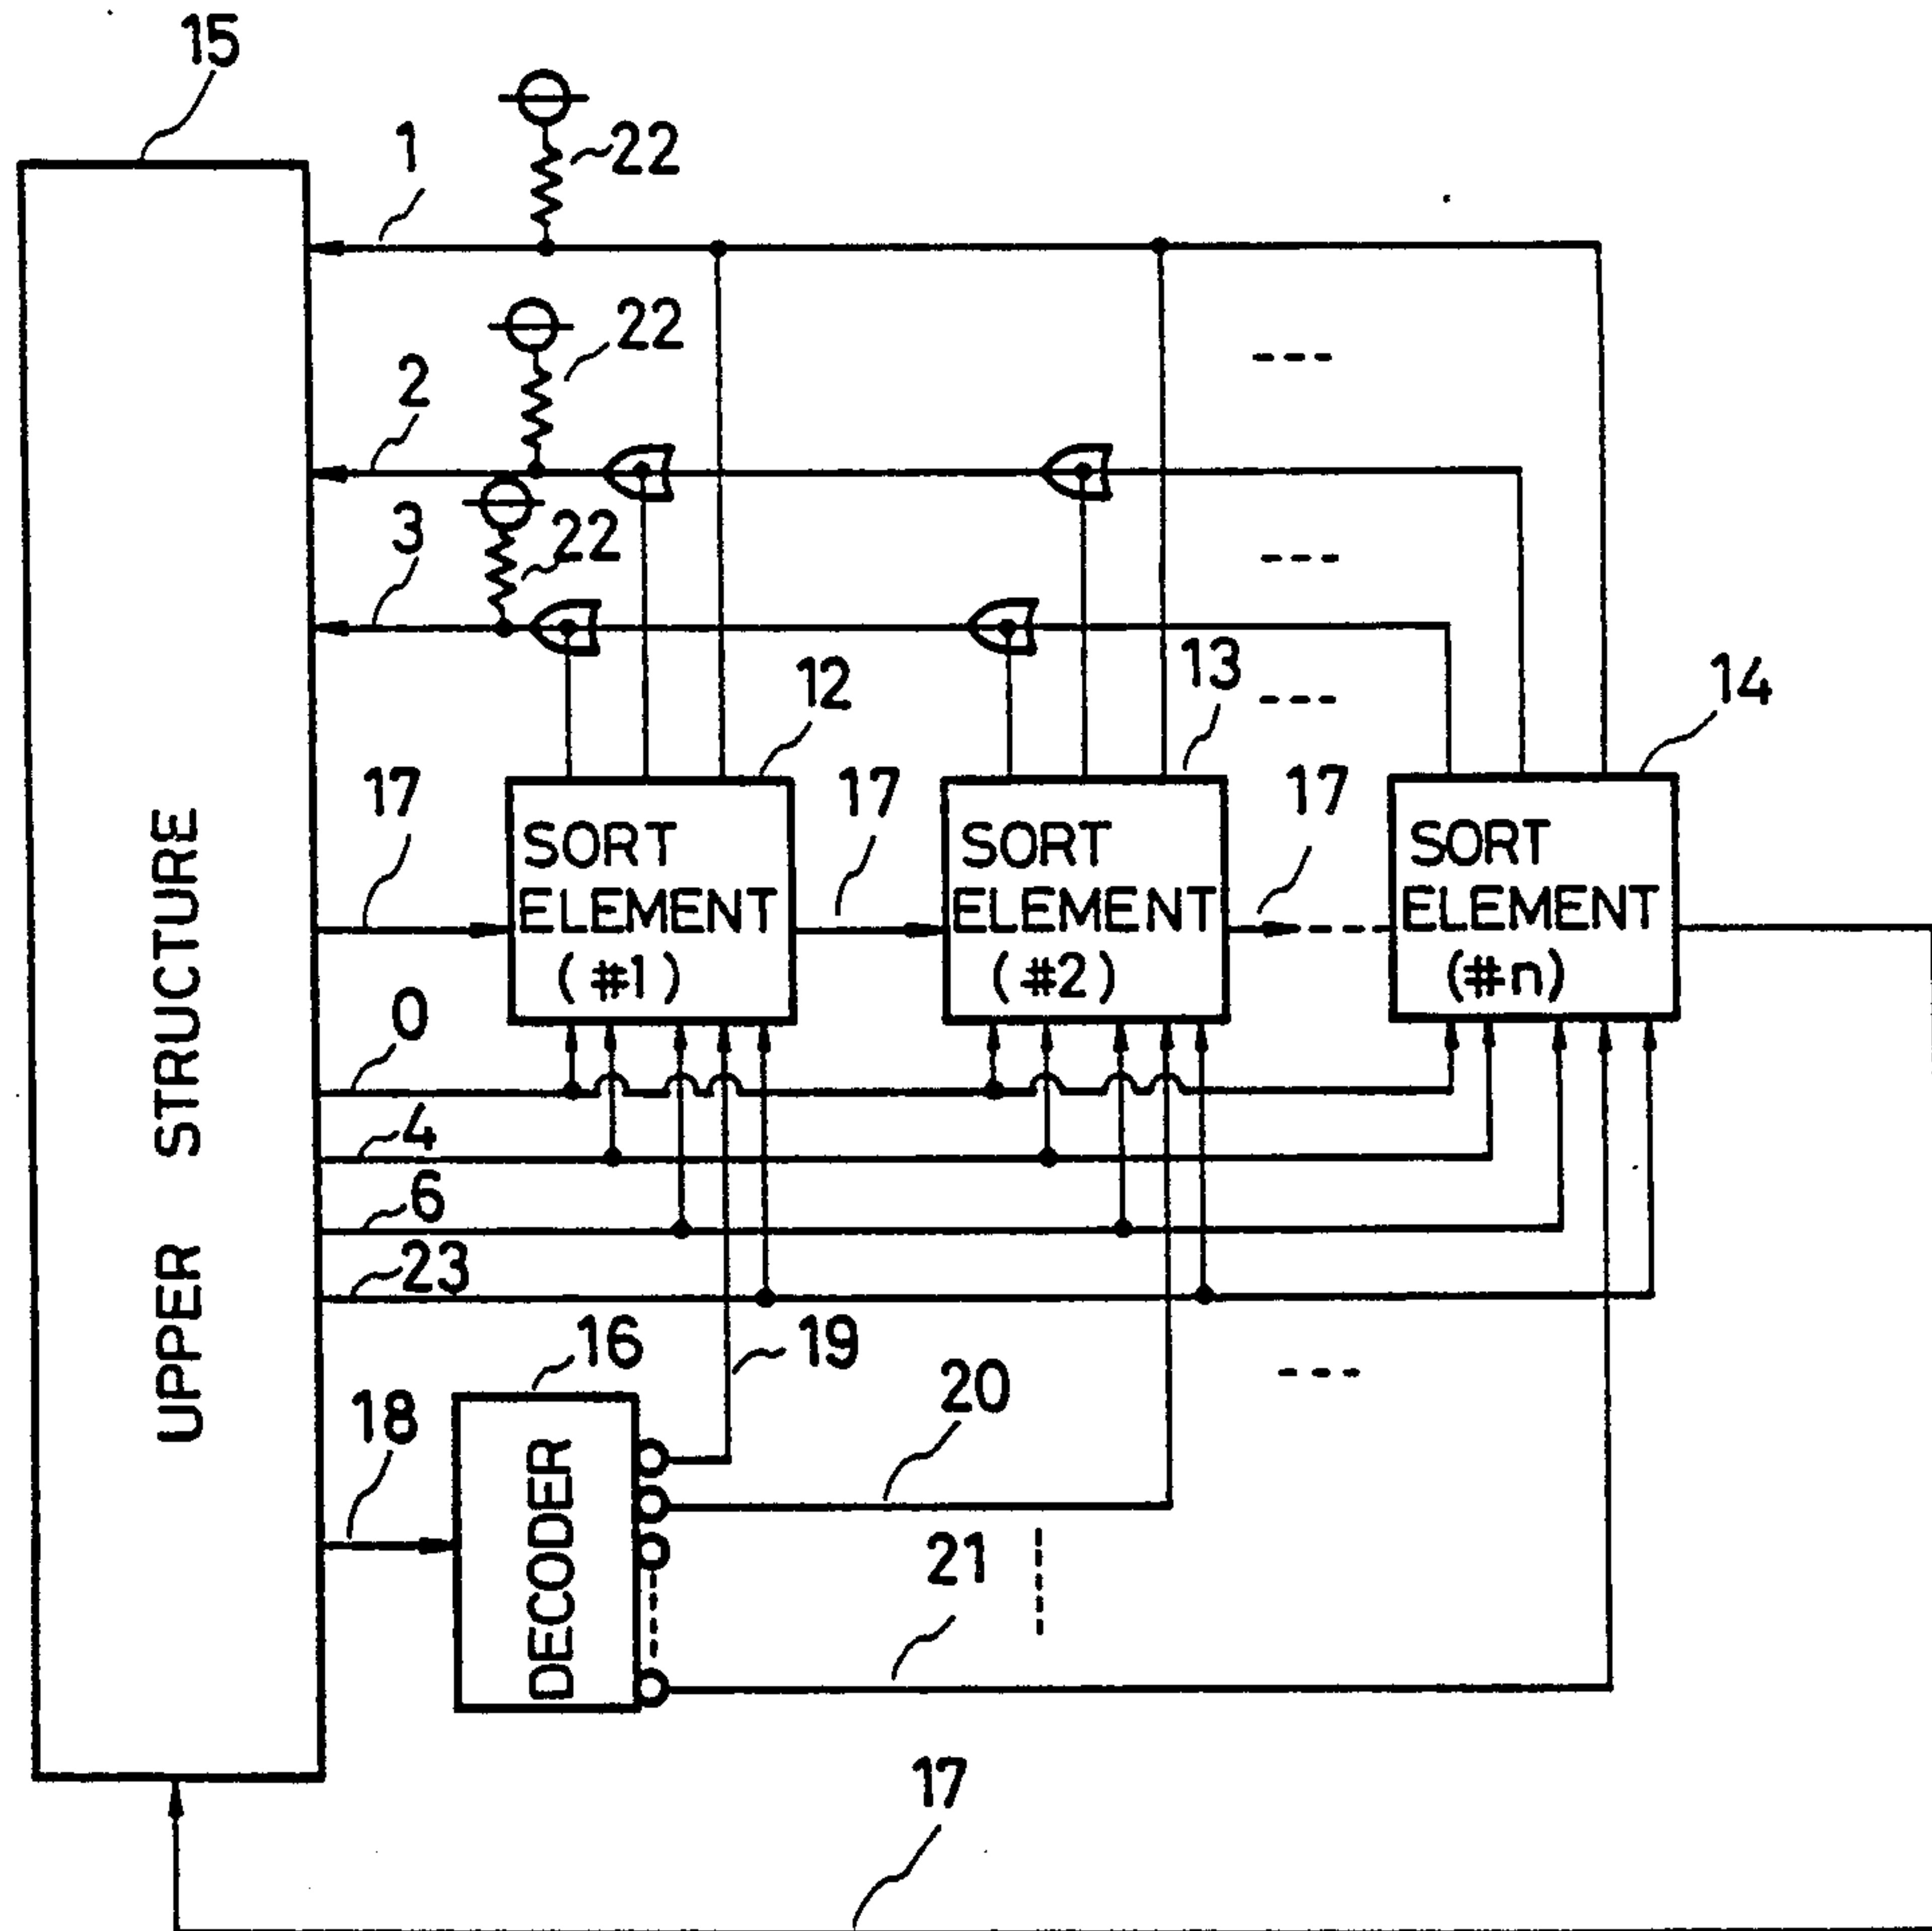 15
1
22
22
2
3
22
12
13
14
17
17
17
SORT
ELEMENT
(#1)
SORT
ELEMENT
(#2)
SORT
ELEMENT
(#n)
UPPER STRUCTURE
0
4
6
23
16
19
20
18
DECODER
21
17